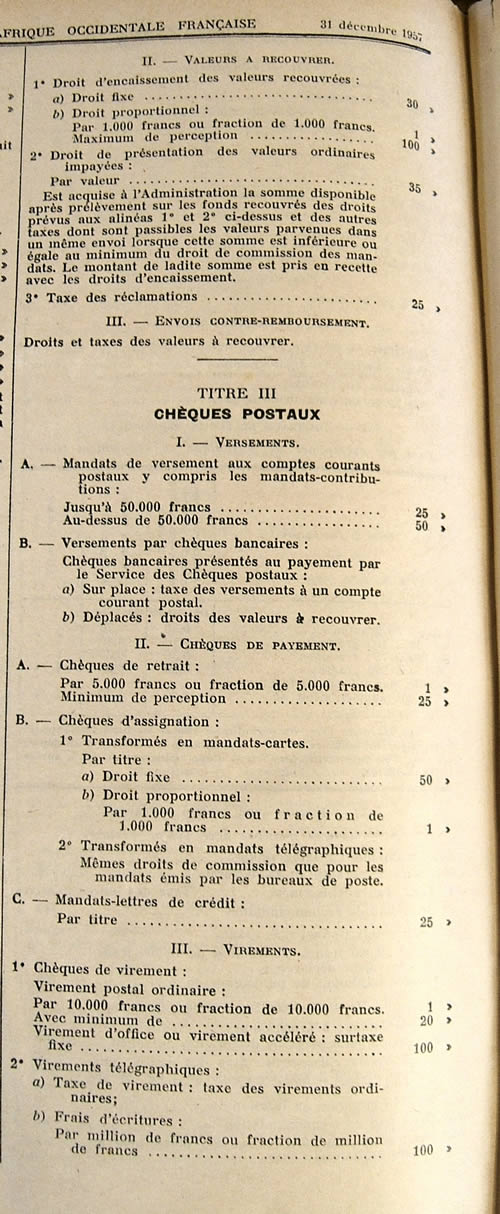 AFRIQUE OCCIDENTALE FRANÇAISE 31 décembre 1957
II. — VALEURS A RECOUVRER.
1° Droit d'encaissement des valeurs recouvrées :
a) Droit fixe .................... 30 »
b) Droit proportionnel :
Par 1.000 francs ou fraction de 1.000 francs. 1 »
Maximum de perception .................... 100 »
2° Droit de présentation des valeurs ordinaires
impayées :
Par valeur .................... 35 »
Est acquise à l'Administration la somme disponible
après prélèvement sur les fonds recouvrés des droits
prévus aux alinéas 1° et 2° ci-dessus et des autres
taxes dont sont passibles les valeurs parvenues dans
un même envoi lorsque cette somme est inférieure ou
égale au minimum du droit de commission des man-
dats. Le montant de ladite somme est pris en recette
avec les droits d'encaissement.
3° Taxe des réclamations .................... 25 »
III. — ENVOIS CONTRE-REMBOURSEMENT.
Droits et taxes des valeurs à recouvrer.
TITRE III
CHÈQUES POSTAUX
I. — VERSEMENTS.
A. — Mandats de versement aux comptes courants
postaux y compris les mandats-contribu-
tions :
Jusqu'à 50.000 francs .................... 25 »
Au-dessus de 50.000 francs .................... 50 »
B. — Versements par chèques bancaires :
Chèques bancaires présentés au payement par
le Service des Chèques postaux :
a) Sur place : taxe des versements à un compte
courant postal.
b) Déplacés : droits des valeurs à recouvrer.
II. — CHÈQUES DE PAYEMENT.
A. — Chèques de retrait :
Par 5.000 francs ou fraction de 5.000 francs. 1 »
Minimum de perception .................... 25 »
B. — Chèques d'assignation :
1° Transformés en mandats-cartes.
Par titre :
a) Droit fixe .................... 50 »
b) Droit proportionnel :
Par 1.000 francs ou fraction de
1.000 francs .................... 1 »
2° Transformés en mandats télégraphiques :
Mêmes droits de commission que pour les
mandats émis par les bureaux de poste.
C. — Mandats-lettres de crédit :
Par titre .................... 25 »
III. — VIREMENTS.
1° Chèques de virement :
Virement postal ordinaire :
Par 10.000 francs ou fraction de 10.000 francs. 1 »
Avec minimum de .................... 20 »
Virement d'office ou virement accéléré : surtaxe
fixe .................... 100 »
2° Virements télégraphiques :
a) Taxe de virement : taxe des virements ordi-
naires;
b) Frais d'écritures :
Par million de francs ou fraction de million
de francs .................... 100 »